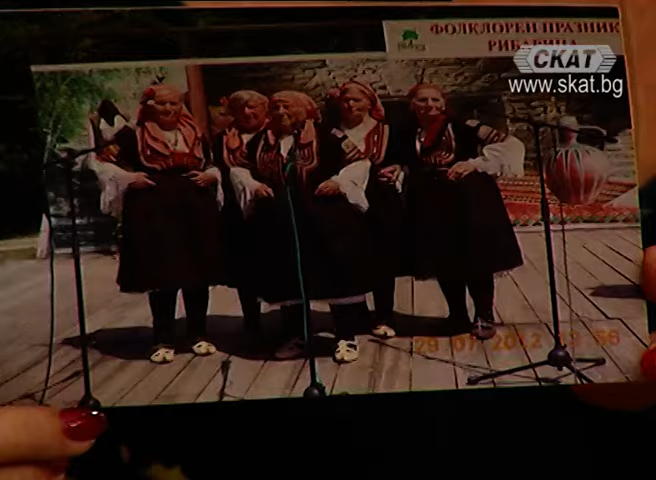 ФОЛКЛОРЕН ПРАЗНИК
РИБАРИЦА
СКАТ
www.skat.bg
29 07 2012